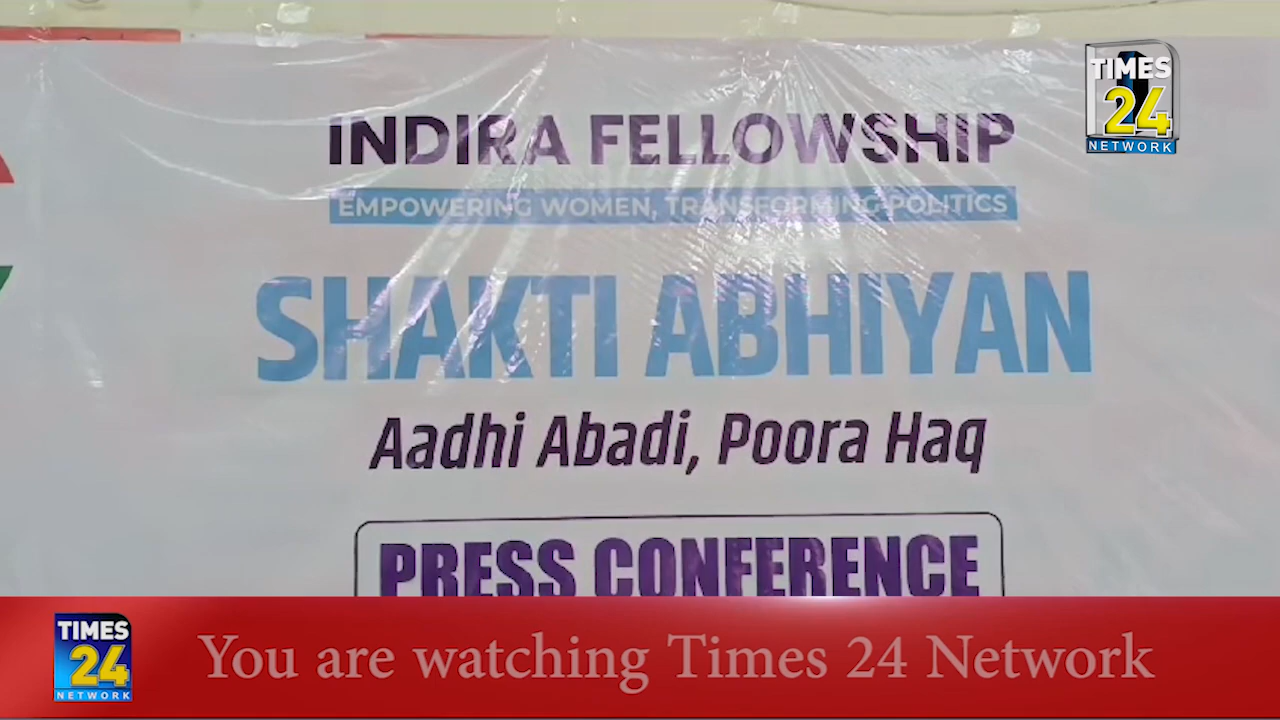 TIMES
24
NETWORK
INDIRA FELLOWSHIP
EMPOWERING WOMEN, TRANSFORMING POLITICS
SHAKTI ABHIYAN
Aadhi Abadi, Poora Haq
PRESS CONFERENCE
TIMES
24
NETWORK
You are watching Times 24 Network